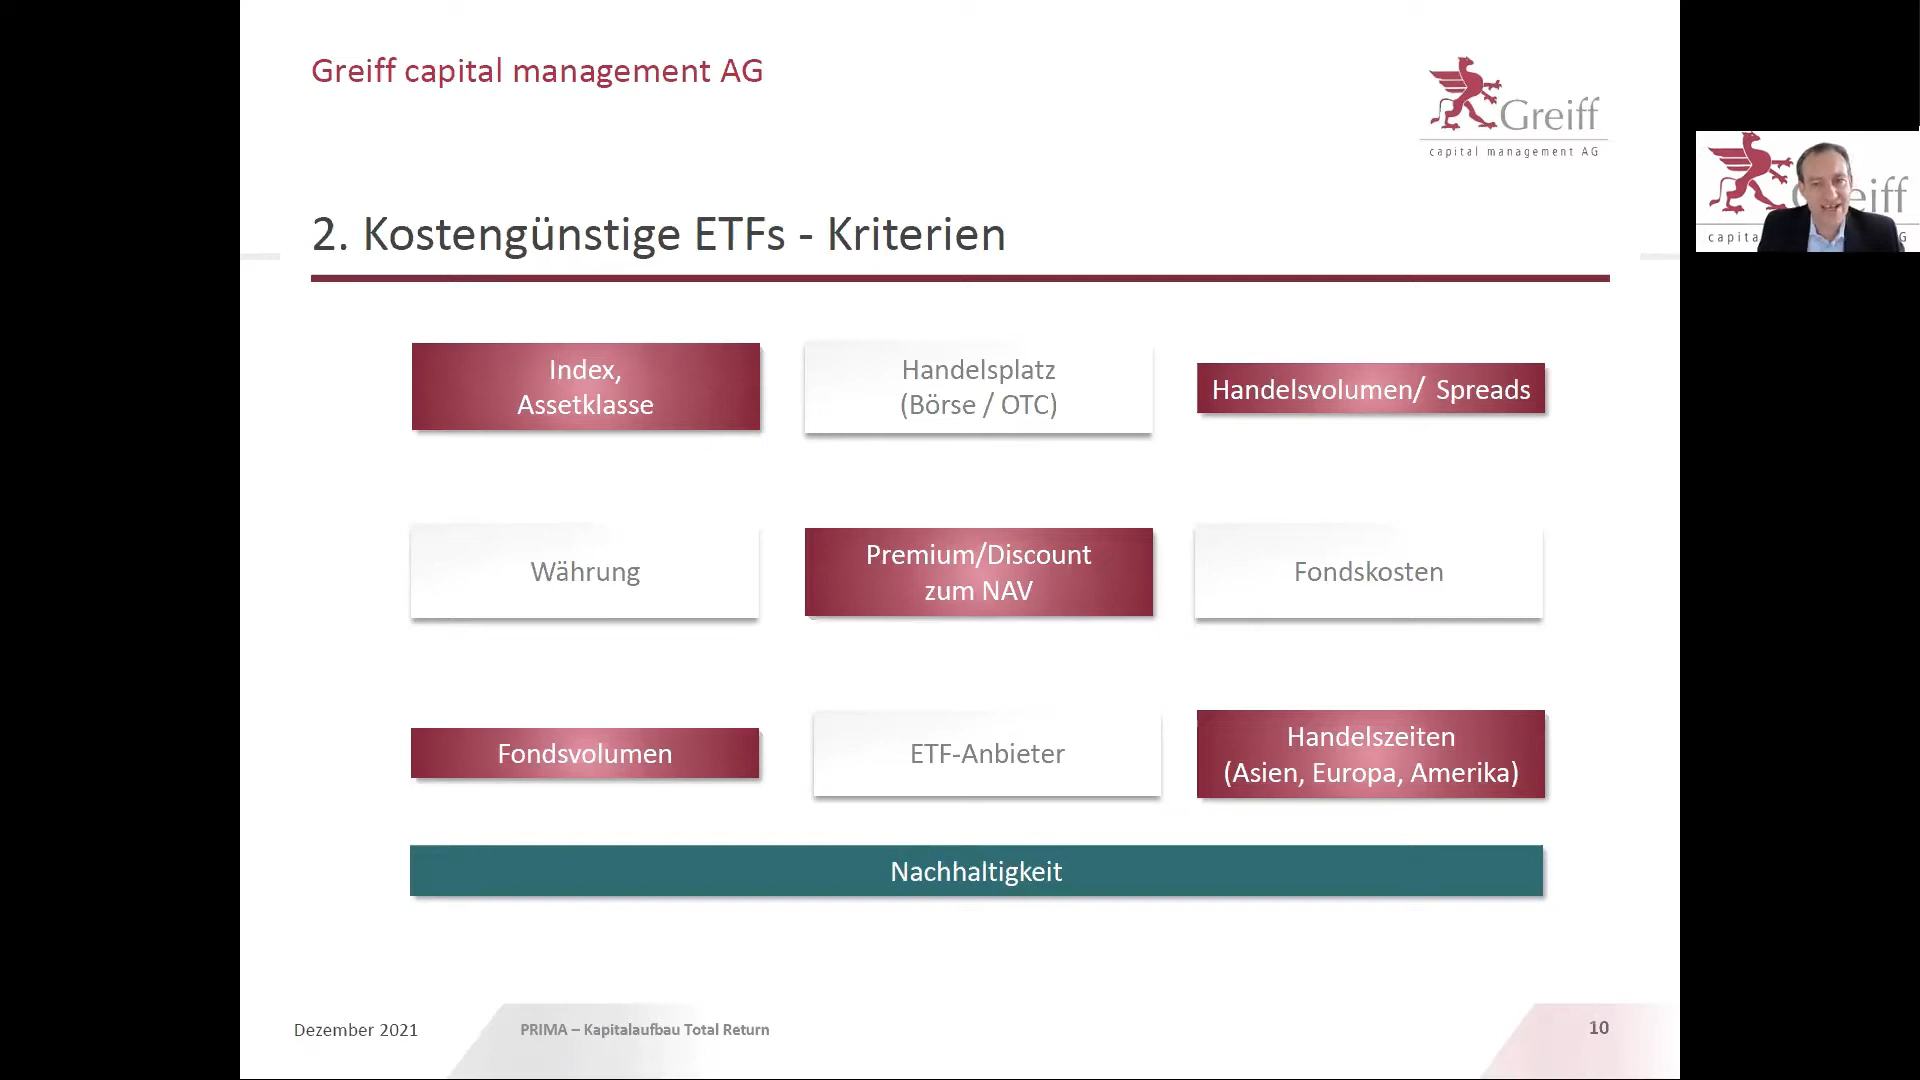 Greiff capital management AG
Greiff
capital management AG
eiff
capita
G
2. Kostengünstige ETFs - Kriterien
Index,
Assetklasse
Handelsplatz
(Börse / OTC)
Handelsvolumen/ Spreads
Währung
Premium/Discount
zum NAV
Fondskosten
Fondsvolumen
ETF-Anbieter
Handelszeiten
(Asien, Europa, Amerika)
Nachhaltigkeit
Dezember 2021
PRIMA – Kapitalaufbau Total Return
10